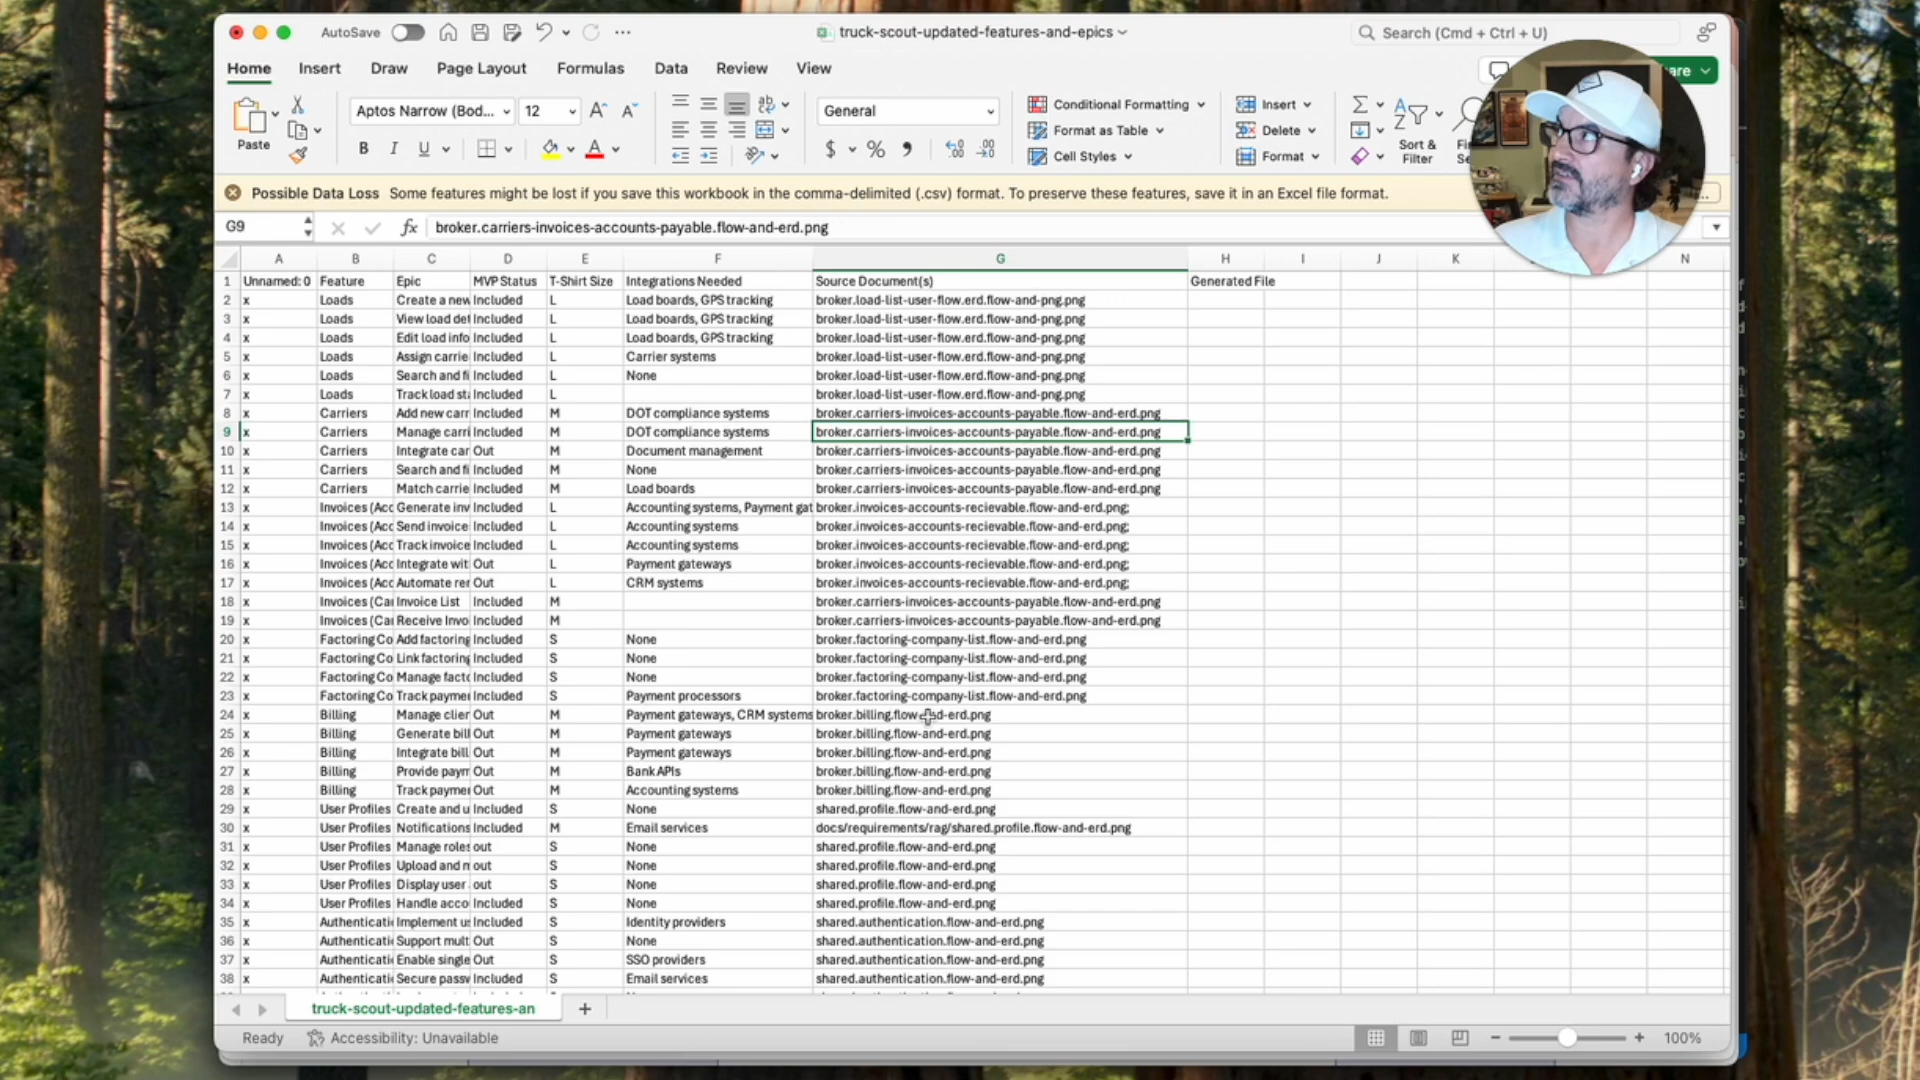 AutoSave
truck-scout-updated-features-and-epics
Search (Cmd + Ctrl + U)
Home Insert Draw Page Layout Formulas Data Review View
Paste
Aptos Narrow (Bod... 12
B I U
General
$ %
Conditional Formatting
Format as Table
Cell Styles
Insert
Delete
Format
Sort &
Filter
Possible Data Loss Some features might be lost if you save this workbook in the comma-delimited (.csv) format. To preserve these features, save it in an Excel file format.
G9 fx broker.carriers-invoices-accounts-payable.flow-and-erd.png
A B C D E F G H I J K N
1 Unnamed: 0 Feature Epic MVP Status T-Shirt Size Integrations Needed Source Document(s) Generated File
2 x Loads Create a new Included L Load boards, GPS tracking broker.load-list-user-flow.erd.flow-and-png.png
3 x Loads View load det Included L Load boards, GPS tracking broker.load-list-user-flow.erd.flow-and-png.png
4 x Loads Edit load info Included L Load boards, GPS tracking broker.load-list-user-flow.erd.flow-and-png.png
5 x Loads Assign carrie Included L Carrier systems broker.load-list-user-flow.erd.flow-and-png.png
6 x Loads Search and fi Included L None broker.load-list-user-flow.erd.flow-and-png.png
7 x Loads Track load sta Included L broker.load-list-user-flow.erd.flow-and-png.png
8 x Carriers Add new carr Included M DOT compliance systems broker.carriers-invoices-accounts-payable.flow-and-erd.png
9 x Carriers Manage carri Included M DOT compliance systems broker.carriers-invoices-accounts-payable.flow-and-erd.png
10 x Carriers Integrate car Out M Document management broker.carriers-invoices-accounts-payable.flow-and-erd.png
11 x Carriers Search and fi Included M None broker.carriers-invoices-accounts-payable.flow-and-erd.png
12 x Carriers Match carrie Included M Load boards broker.carriers-invoices-accounts-payable.flow-and-erd.png
13 x Invoices (Acc Generate inv Included L Accounting systems, Payment gat broker.invoices-accounts-recievable.flow-and-erd.png;
14 x Invoices (Acc Send invoice Included L Accounting systems broker.invoices-accounts-recievable.flow-and-erd.png;
15 x Invoices (Acc Track invoice Included L Accounting systems broker.invoices-accounts-recievable.flow-and-erd.png;
16 x Invoices (Acc Integrate wit Out L Payment gateways broker.invoices-accounts-recievable.flow-and-erd.png;
17 x Invoices (Acc Automate rer Out L CRM systems broker.invoices-accounts-recievable.flow-and-erd.png;
18 x Invoices (Car Invoice List Included M broker.carriers-invoices-accounts-payable.flow-and-erd.png
19 x Invoices (Car Receive Invo Included M broker.carriers-invoices-accounts-payable.flow-and-erd.png
20 x Factoring Co Add factoring Included S None broker.factoring-company-list.flow-and-erd.png
21 x Factoring Co Link factoring Included S None broker.factoring-company-list.flow-and-erd.png
22 x Factoring Co Manage facto Included S None broker.factoring-company-list.flow-and-erd.png
23 x Factoring Co Track paymer Included S Payment processors broker.factoring-company-list.flow-and-erd.png
24 x Billing Manage clier Out M Payment gateways, CRM systems broker.billing.flow-and-erd.png
25 x Billing Generate bill Out M Payment gateways broker.billing.flow-and-erd.png
26 x Billing Integrate bill Out M Payment gateways broker.billing.flow-and-erd.png
27 x Billing Provide paym Out M Bank APIs broker.billing.flow-and-erd.png
28 x Billing Track paymer Out M Accounting systems broker.billing.flow-and-erd.png
29 x User Profiles Create and u Included S None shared.profile.flow-and-erd.png
30 x User Profiles Notifications Included M Email services docs/requirements/rag/shared.profile.flow-and-erd.png
31 x User Profiles Manage roles out S None shared.profile.flow-and-erd.png
32 x User Profiles Upload and m out S None shared.profile.flow-and-erd.png
33 x User Profiles Display user out S None shared.profile.flow-and-erd.png
34 x User Profiles Handle acco Included S None shared.profile.flow-and-erd.png
35 x Authenticati Implement us Included S Identity providers shared.authentication.flow-and-erd.png
36 x Authenticati Support mult Out S None shared.authentication.flow-and-erd.png
37 x Authenticati Enable single Out S SSO providers shared.authentication.flow-and-erd.png
38 x Authenticati Secure passw Included S Email services shared.authentication.flow-and-erd.png
truck-scout-updated-features-an
Ready Accessibility: Unavailable 100%